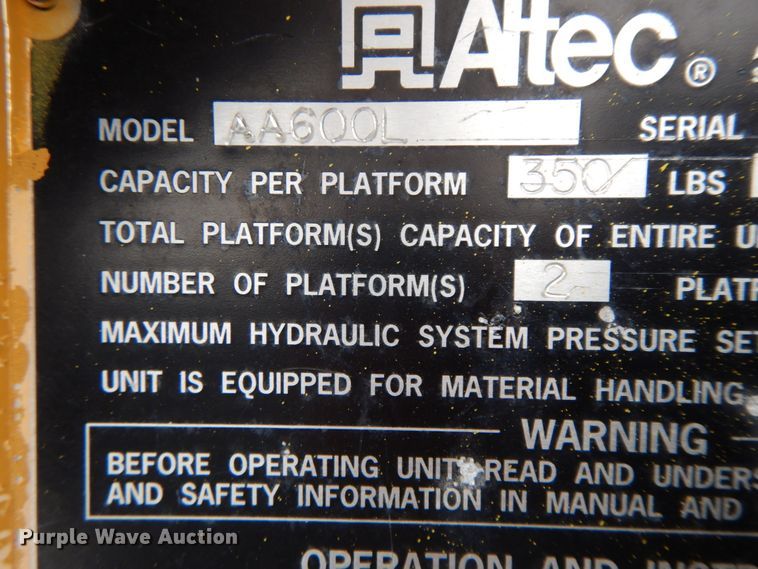 Altec®
MODEL AA600L SERIAL
CAPACITY PER PLATFORM 350 LBS
TOTAL PLATFORM(S) CAPACITY OF ENTIRE
NUMBER OF PLATFORM(S) 2
MAXIMUM HYDRAULIC SYSTEM PRESSURE
UNIT IS EQUIPPED FOR MATERIAL HANDLING
WARNING
BEFORE OPERATING UNIT READ AND
AND SAFETY INFORMATION IN MANUAL AND
OPERATION AND
Purple Wave Auction